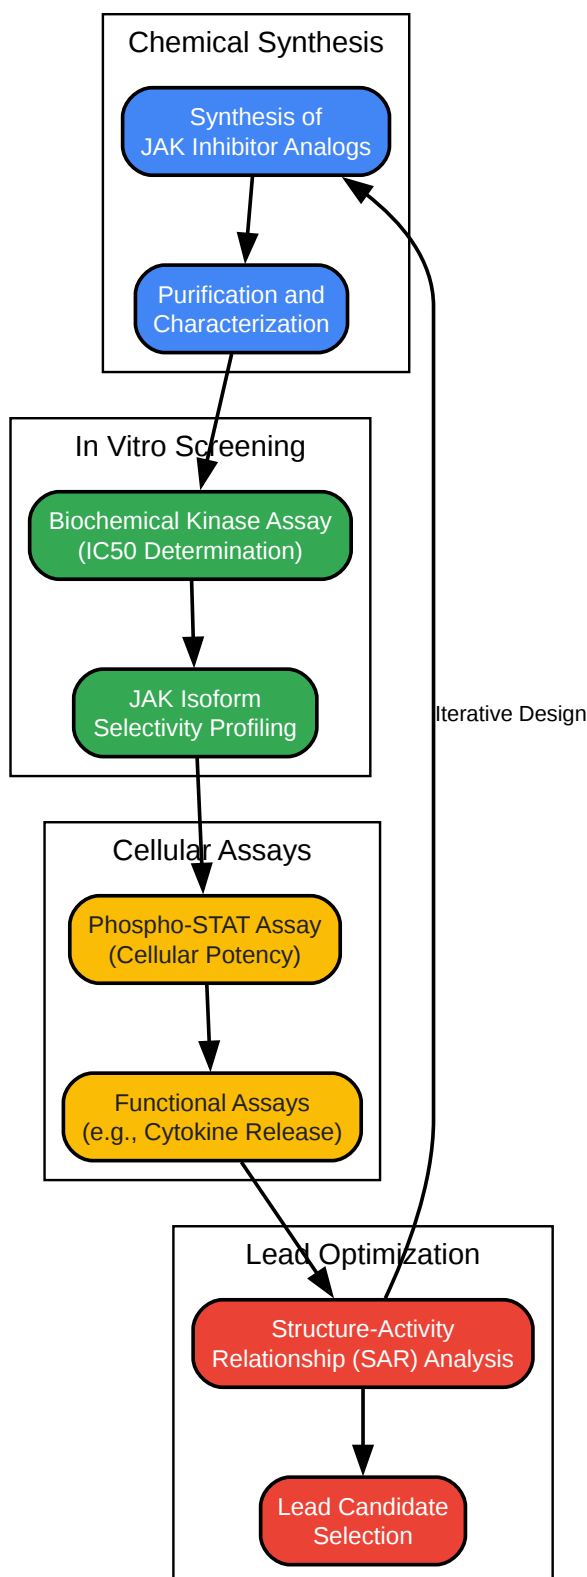 Chemical Synthesis
Synthesis of
JAK Inhibitor Analogs
Purification and
Characterization
In Vitro Screening
Biochemical Kinase Assay
(IC50 Determination)
JAK Isoform
Selectivity Profiling
Iterative Design
Cellular Assays
Phospho-STAT Assay
(Cellular Potency)
Functional Assays
(e.g., Cytokine Release)
Lead Optimization
Structure-Activity
Relationship (SAR) Analysis
Lead Candidate
Selection